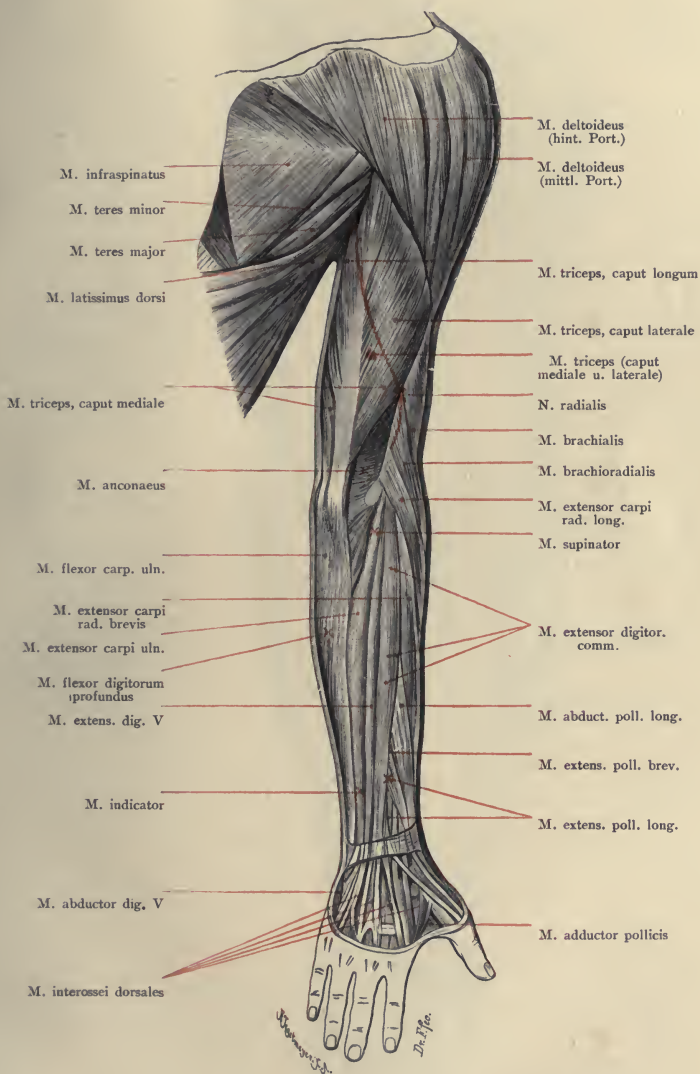 M. deltoideus
(hint. Port.)
M. deltoideus
(mittl. Port.)
M. infraspinatus
M. teres minor
M. teres major
M. latissimus dorsi
M. triceps, caput longum
M. triceps, caput laterale
M. triceps (caput
mediale u. laterale)
M. triceps, caput mediale
N. radialis
M. brachialis
M. brachioradialis
M. anconaeus
M. extensor carpi
rad. long.
M. supinator
M. flexor carp. uln.
M. extensor carpi
rad. brevis
M. extensor carpi uln.
M. flexor digitorum
profundus
M. extens. dig. V
M. extensor digitor.
comm.
M. abduct. poll. long.
M. extens. poll. brev.
M. indicator
M. extens. poll. long.
M. abductor dig. V
M. adductor pollicis
M. interossei dorsales